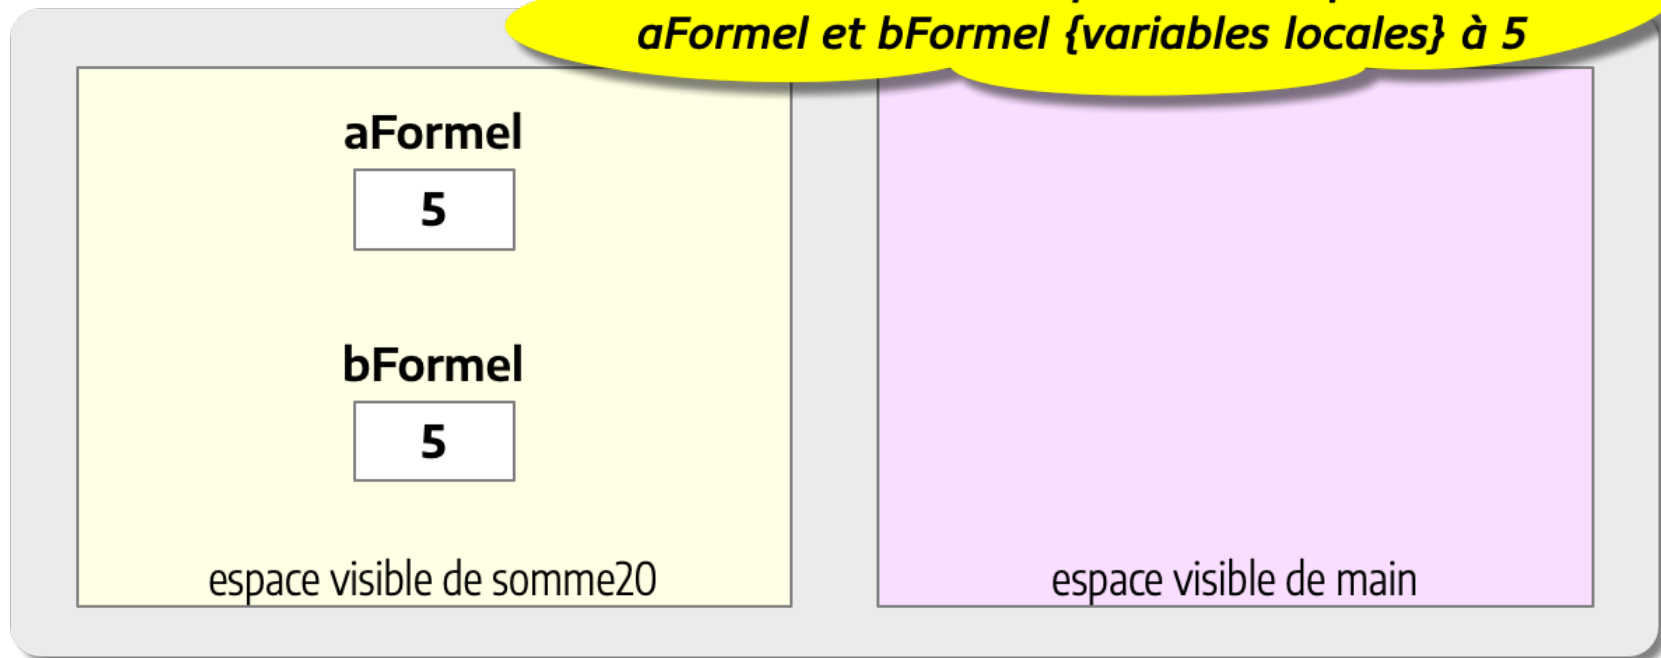 aFormel et bFormel {variables locales} à 5
aFormel
5
bFormel
5
espace visible de somme20
espace visible de main